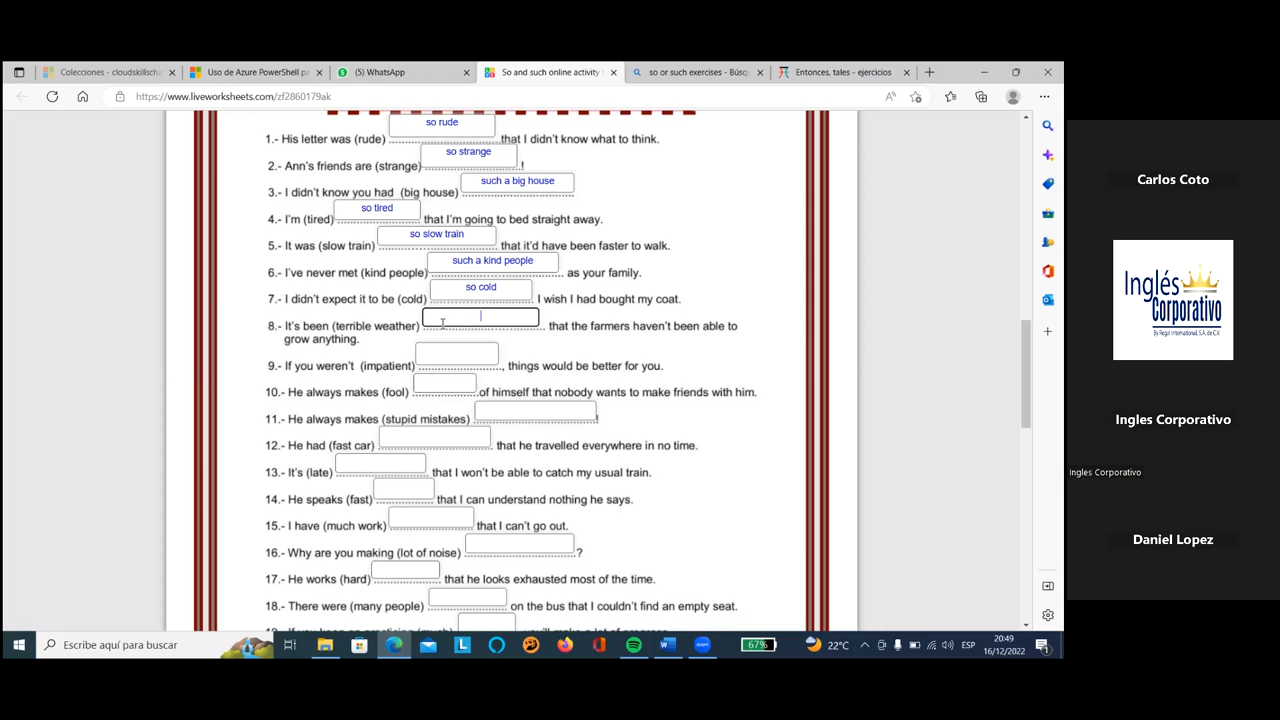 Colecciones - cloudskillscha
Uso de Azure PowerShell pa
(5) WhatsApp
So and such online activity
so or such exercises - Búsq
Entonces, tales - ejercicios
https://www.liveworksheets.com/zf2860179ak
so rude
1.- His letter was (rude) that I didn't know what to think.
so strange
2.- Ann's friends are (strange) !
such a big house
3.- I didn't know you had (big house)
so tired
4.- I'm (tired) that I'm going to bed straight away.
so slow train
5.- It was (slow train) that it'd have been faster to walk.
such a kind people
6.- I've never met (kind people) as your family.
so cold
7.- I didn't expect it to be (cold) . I wish I had bought my coat.
8.- It's been (terrible weather) that the farmers haven't been able to
grow anything.
9.- If you weren't (impatient) , things would be better for you.
10.- He always makes (fool) of himself that nobody wants to make friends with him.
11.- He always makes (stupid mistakes) !
12.- He had (fast car) that he travelled everywhere in no time.
13.- It's (late) that I won't be able to catch my usual train.
14.- He speaks (fast) that I can understand nothing he says.
15.- I have (much work) that I can't go out.
16.- Why are you making (lot of noise) ?
17.- He works (hard) that he looks exhausted most of the time.
18.- There were (many people) on the bus that I couldn't find an empty seat.
Escribe aquí para buscar
67%
22°C
ESP
20:49
16/12/2022
Carlos Coto
Inglés
Corporativo
By Regal International, S.A. de C.V.
Ingles Corporativo
Ingles Corporativo
Daniel Lopez